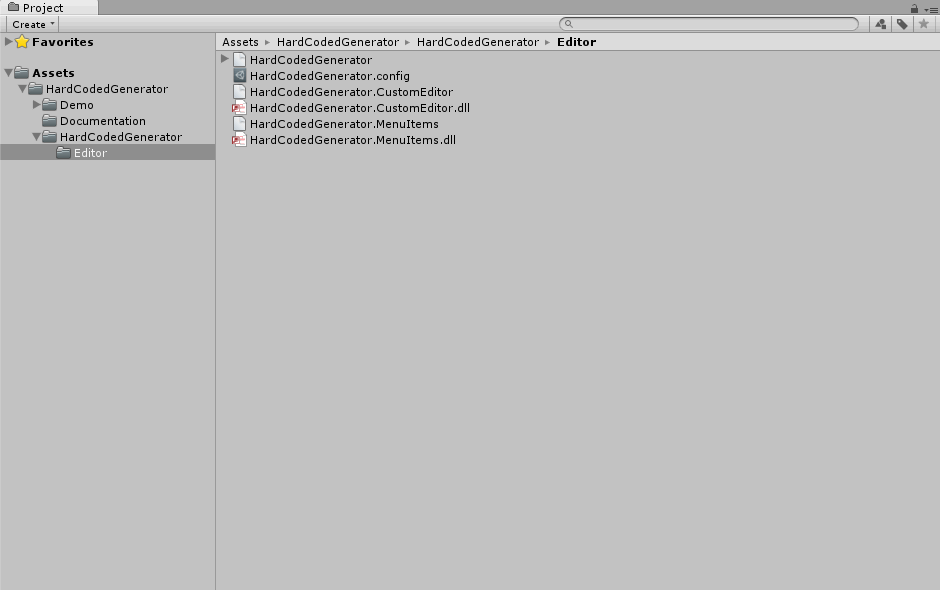 Project
Create
Favorites
Assets
HardCodedGenerator
Demo
Documentation
HardCodedGenerator
Editor
Assets HardCodedGenerator HardCodedGenerator Editor
HardCodedGenerator
HardCodedGenerator.config
HardCodedGenerator.CustomEditor
HardCodedGenerator.CustomEditor.dll
HardCodedGenerator.MenuItems
HardCodedGenerator.MenuItems.dll